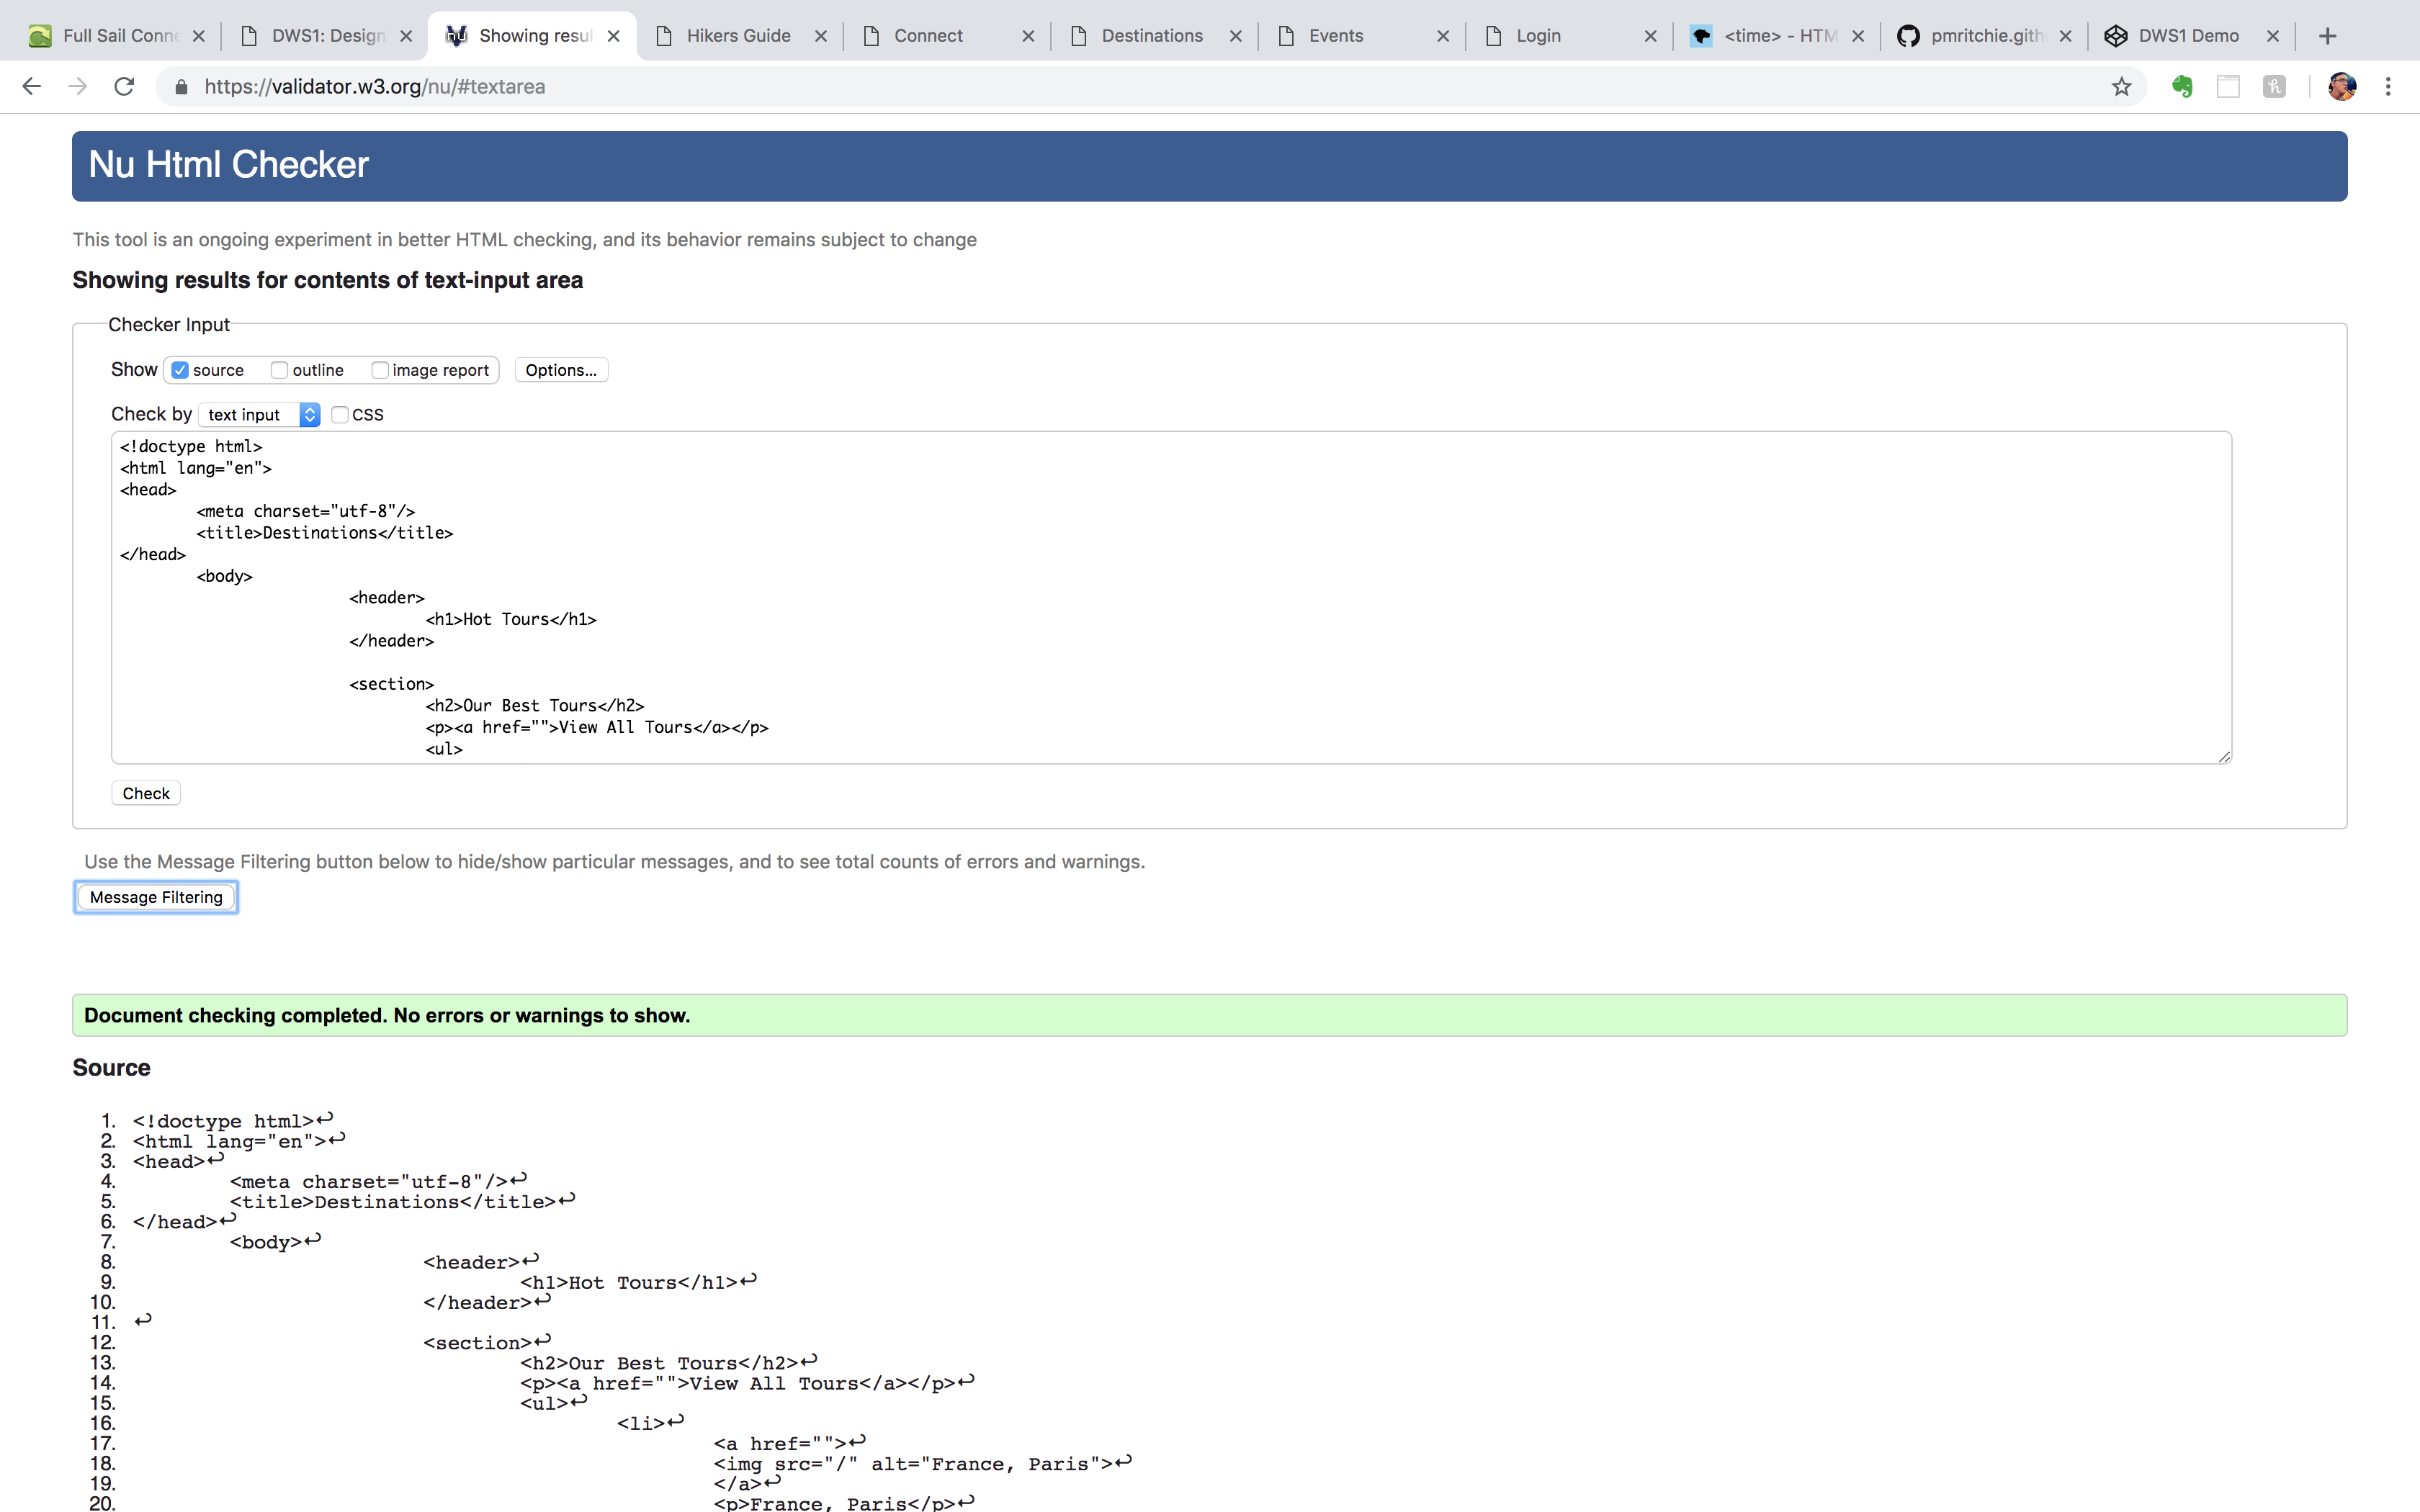 Full Sail Conne
DWS1: Design
Showing resul
Hikers Guide
Connect
Destinations
Events
Login
<time> - HTM
pmritchie.gith
DWS1 Demo
https://validator.w3.org/nu/#textarea
Nu Html Checker
This tool is an ongoing experiment in better HTML checking, and its behavior remains subject to change
Showing results for contents of text-input area
Checker Input
Show source outline image report Options...
Check by text input CSS
<!doctype html>
<html lang="en">
<head>
<meta charset="utf-8"/>
<title>Destinations</title>
</head>
<body>
<header>
<h1>Hot Tours</h1>
</header>
<section>
<h2>Our Best Tours</h2>
<p><a href="">View All Tours</a></p>
<ul>
Check
Use the Message Filtering button below to hide/show particular messages, and to see total counts of errors and warnings.
Message Filtering
Document checking completed. No errors or warnings to show.
Source
1. <!doctype html>↩
2. <html lang="en">↩
3. <head>↩
4. <meta charset="utf-8"/>↩
5. <title>Destinations</title>↩
6. </head>↩
7. <body>↩
8. <header>↩
9. <h1>Hot Tours</h1>↩
10. </header>↩
11. ↩
12. <section>↩
13. <h2>Our Best Tours</h2>↩
14. <p><a href="">View All Tours</a></p>↩
15. <ul>↩
16. <li>↩
17. <a href="">↩
18. <img src="/" alt="France, Paris">↩
19. </a>↩
20. <p>France, Paris</p>↩